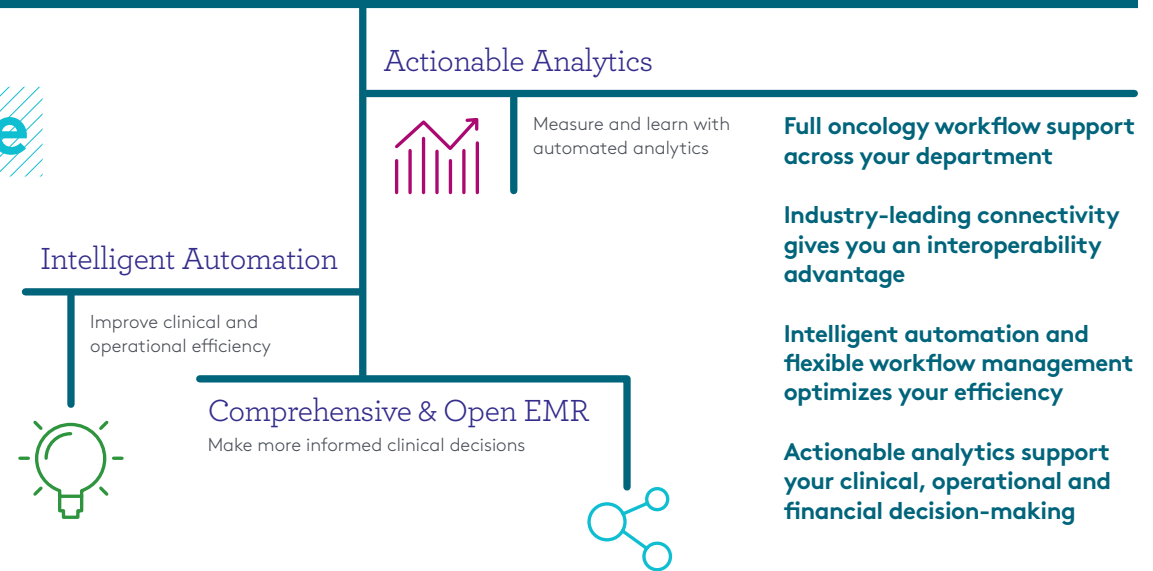 Actionable Analytics
Measure and learn with
automated analytics
Intelligent Automation
Improve clinical and
operational efficiency
Comprehensive & Open EMR
Make more informed clinical decisions
Full oncology workflow support
across your department
Industry-leading connectivity
gives you an interoperability
advantage
Intelligent automation and
flexible workflow management
optimizes your efficiency
Actionable analytics support
your clinical, operational and
financial decision-making